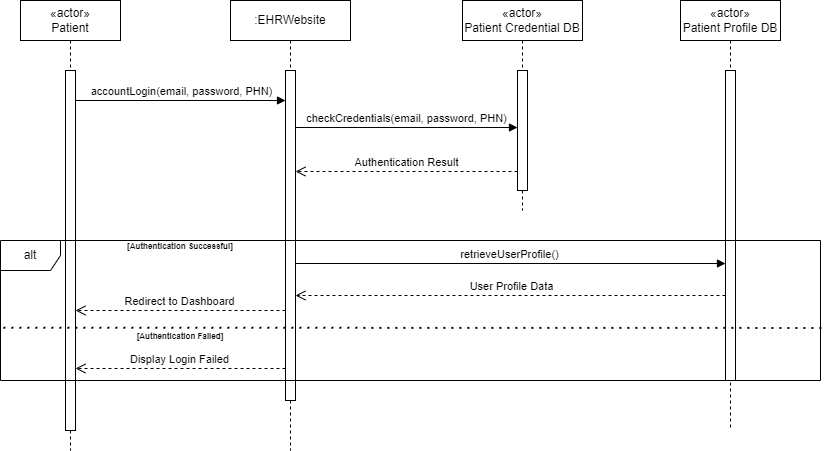 «actor»
Patient
:EHRWebsite
«actor»
Patient Credential DB
«actor»
Patient Profile DB
accountLogin(email, password, PHN)
checkCredentials(email, password, PHN)
Authentication Result
alt
[Authentication Successful]
retrieveUserProfile()
User Profile Data
Redirect to Dashboard
[Authentication Failed]
Display Login Failed